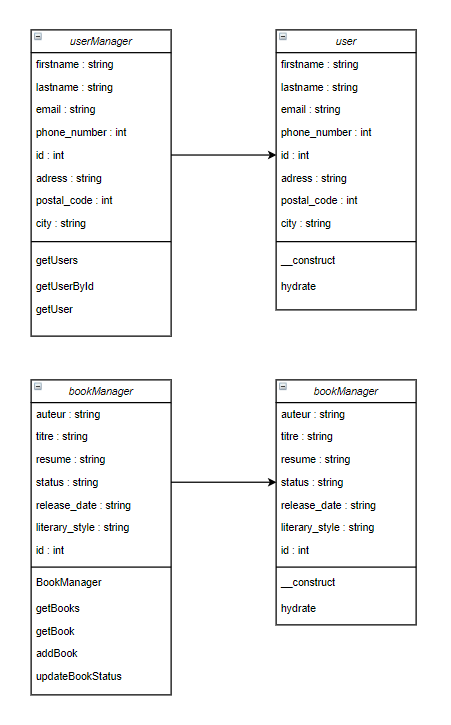 userManager
firstname : string
lastname : string
email : string
phone_number : int
id : int
adress : string
postal_code : int
city : string
getUsers
getUserById
getUser
user
firstname : string
lastname : string
email : string
phone_number : int
id : int
adress : string
postal_code : int
city : string
__construct
hydrate
bookManager
auteur : string
titre : string
resume : string
status : string
release_date : string
literary_style : string
id : int
BookManager
getBooks
getBook
addBook
updateBookStatus
bookManager
auteur : string
titre : string
resume : string
status : string
release_date : string
literary_style : string
id : int
__construct
hydrate